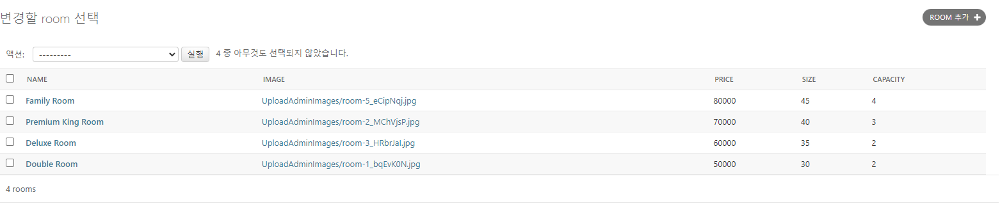 변경할 room 선택
ROOM 추가 +
액션: --------- 실행 4 중 아무것도 선택되지 않았습니다.
NAME IMAGE PRICE SIZE CAPACITY
Family Room UploadAdminImages/room-5_eCipNqj.jpg 80000 45 4
Premium King Room UploadAdminImages/room-2_MChVjsP.jpg 70000 40 3
Deluxe Room UploadAdminImages/room-3_HRbrJaI.jpg 60000 35 2
Double Room UploadAdminImages/room-1_bqEvK0N.jpg 50000 30 2
4 rooms